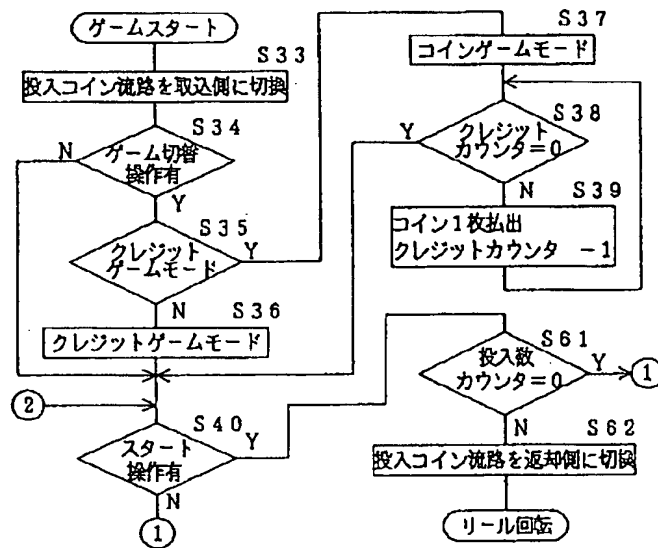 ゲームスタート
S33
投入コイン流路を取込側に切換
S34
N
ゲーム切替
操作有
Y
S35
クレジット
ゲームモード
Y
N
S36
クレジットゲームモード
②
S40
スタート
操作有
Y
N
①
S37
コインゲームモード
S38
Y
クレジット
カウンタ=0
N
S39
コイン1枚払出
クレジットカウンタ -1
S61
投入数
カウンタ=0
Y
①
N
S62
投入コイン流路を返却側に切換
リール回転